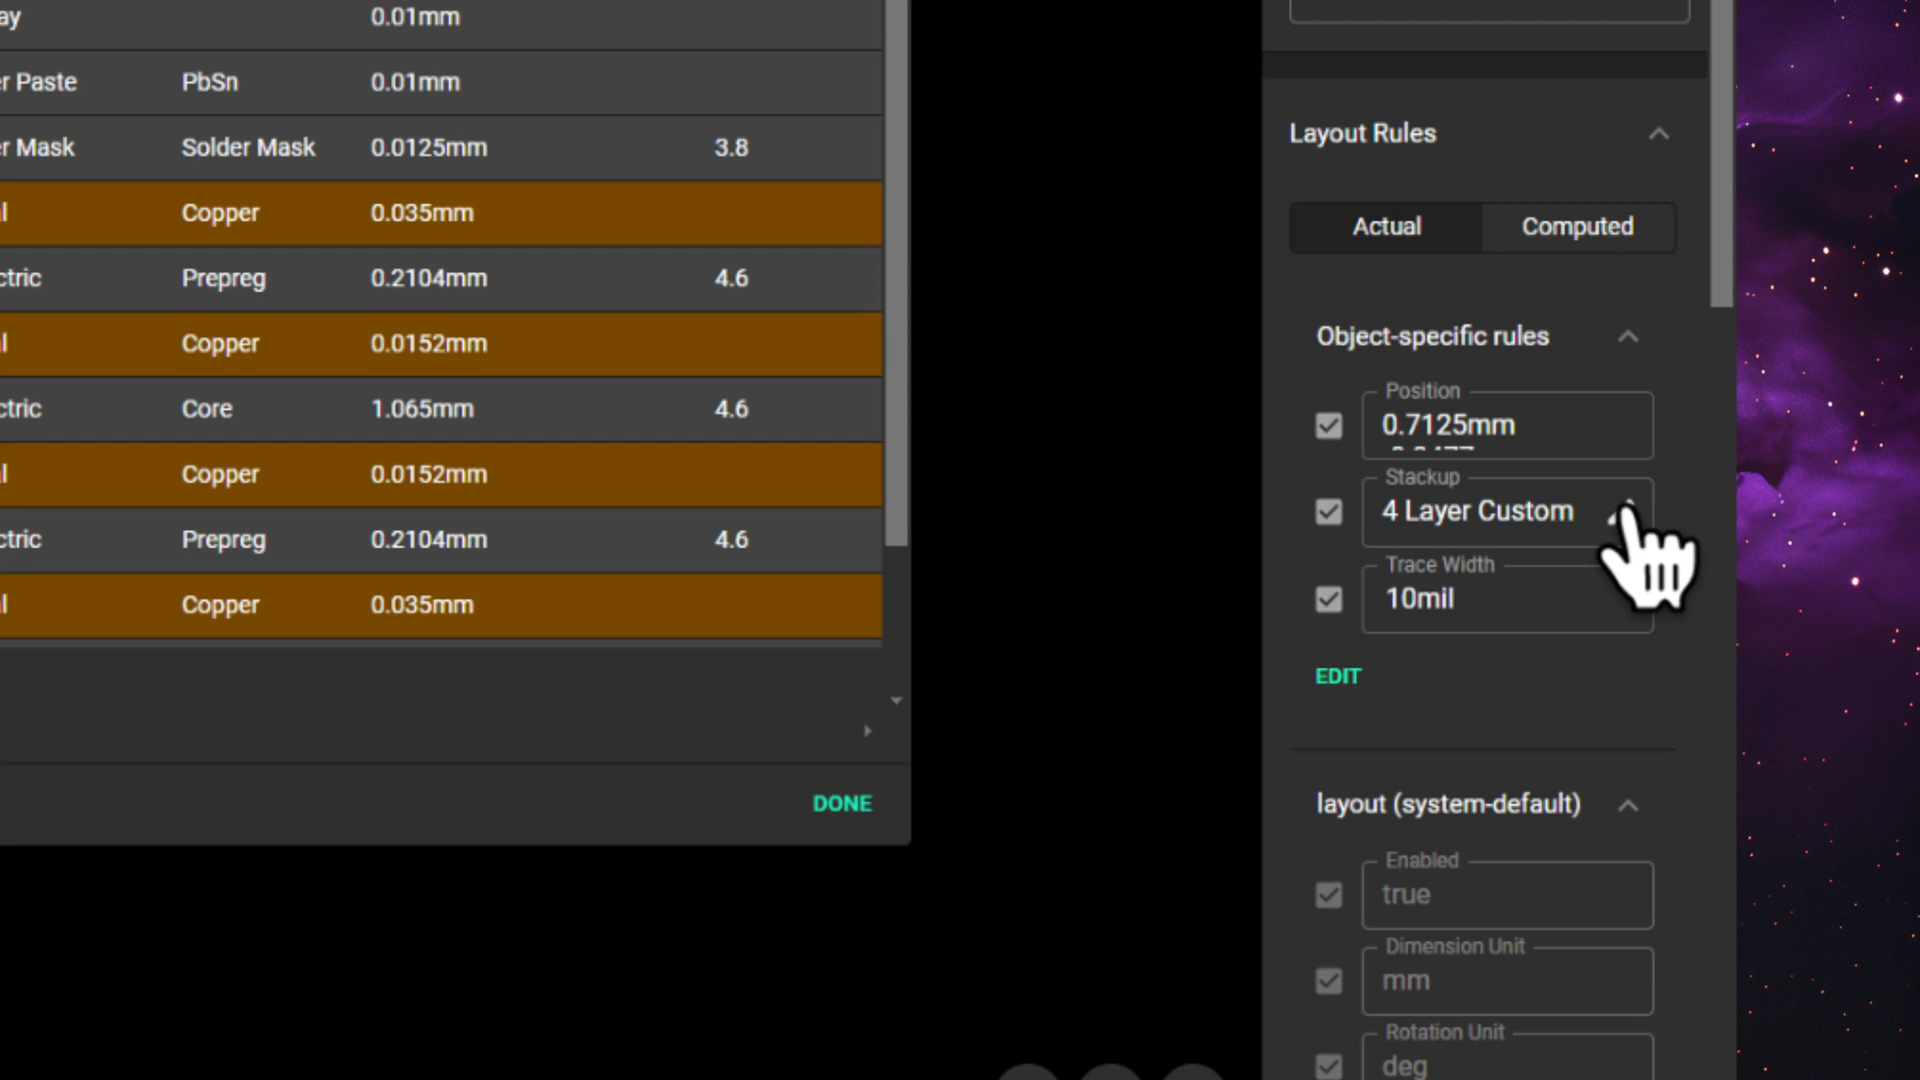 ay 0.01mm
r Paste PbSn 0.01mm
r Mask Solder Mask 0.0125mm 3.8
l Copper 0.035mm
ctric Prepreg 0.2104mm 4.6
l Copper 0.0152mm
ctric Core 1.065mm 4.6
l Copper 0.0152mm
ctric Prepreg 0.2104mm 4.6
l Copper 0.035mm
DONE
Layout Rules
Actual Computed
Object-specific rules
Position
0.7125mm
Stackup
4 Layer Custom
Trace Width
10mil
EDIT
layout (system-default)
Enabled
true
Dimension Unit
mm
Rotation Unit
deg